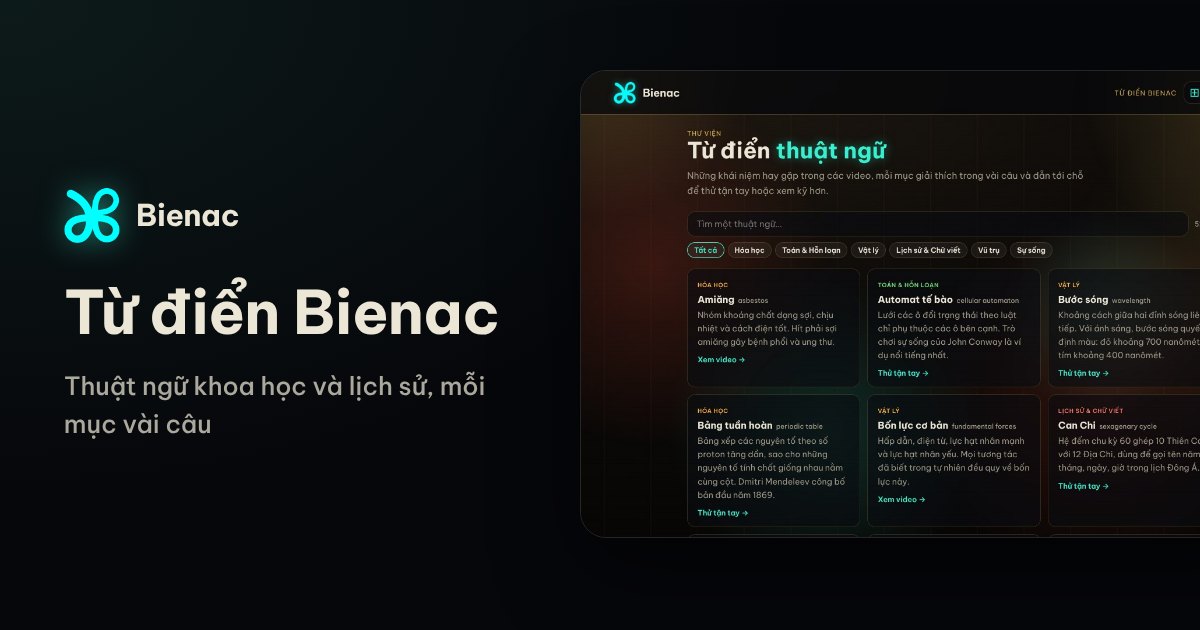 Bienac
Từ điển Bienac
Thuật ngữ khoa học và lịch sử, mỗi
mục vài câu
Bienac
TỪ ĐIỂN BIENAC
THƯ VIỆN
Từ điển thuật ngữ
Những khái niệm hay gặp trong các video, mỗi mục giải thích trong vài câu và dẫn tới chỗ
để thử tận tay hoặc xem kỹ hơn.
Tìm một thuật ngữ...
Tất cả
Hóa học
Toán & Hỗn loạn
Vật lý
Lịch sử & Chữ viết
Vũ trụ
Sự sống
HÓA HỌC
Amiăng asbestos
Nhóm khoáng chất dạng sợi, chịu
nhiệt và cách điện tốt. Hít phải sợi
amiăng gây bệnh phổi và ung thư.
Xem video →
TOÁN & HỖN LOẠN
Automat tế bào cellular automaton
Lưới các ô đổi trạng thái theo luật
chỉ phụ thuộc các ô bên cạnh. Trò
chơi sự sống của John Conway là ví
dụ nổi tiếng nhất.
Thử tận tay →
VẬT LÝ
Bước sóng wavelength
Khoảng cách giữa hai đỉnh sóng
tiếp. Với ánh sáng, bước sóng
định màu: đỏ khoảng 700 nanômét,
tím khoảng 400 nanômét.
Thử tận tay →
HÓA HỌC
Bảng tuần hoàn periodic table
Bảng xếp các nguyên tố theo số
proton tăng dần, sao cho những
nguyên tố tính chất giống nhau nằm
cùng cột. Dmitri Mendeleev công bố
bản đầu năm 1869.
Thử tận tay →
VẬT LÝ
Bốn lực cơ bản fundamental forces
Hấp dẫn, điện từ, lực hạt nhân mạnh
và lực hạt nhân yếu. Mọi tương tác
đã biết trong tự nhiên đều quy về bốn
lực này.
Xem video →
LỊCH SỬ & CHỮ VIẾT
Can Chi sexagenary cycle
Hệ đếm chu kỳ 60 ghép 10 Thiên
với 12 Địa Chi, dùng để gọi tên năm,
tháng, ngày, giờ trong lịch Đông Á.
Thử tận tay →